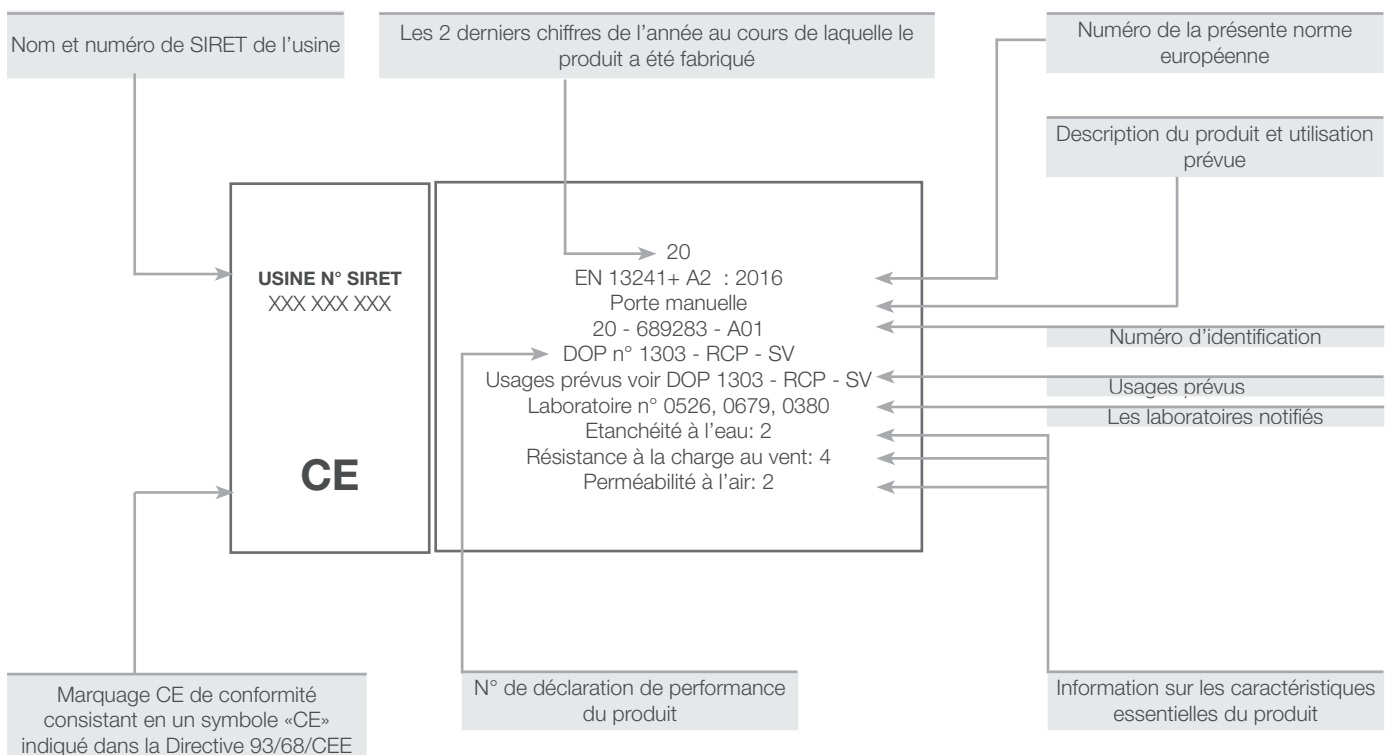 Nom et numéro de SIRET de l'usine
Les 2 derniers chiffres de l'année au cours de laquelle le
produit a été fabriqué
Numéro de la présente norme
européenne
Description du produit et utilisation
prévue
USINE N° SIRET
XXX XXX XXX
CE
20
EN 13241+ A2 : 2016
Porte manuelle
20 - 689283 - A01
DOP n° 1303 - RCP - SV
Usages prévus voir DOP 1303 - RCP - SV
Laboratoire n° 0526, 0679, 0380
Etanchéité à l'eau: 2
Résistance à la charge au vent: 4
Perméabilité à l'air: 2
Numéro d'identification
Usages prévus
Les laboratoires notifiés
Marquage CE de conformité
consistant en un symbole «CE»
indiqué dans la Directive 93/68/CEE
N° de déclaration de performance
du produit
Information sur les caractéristiques
essentielles du produit